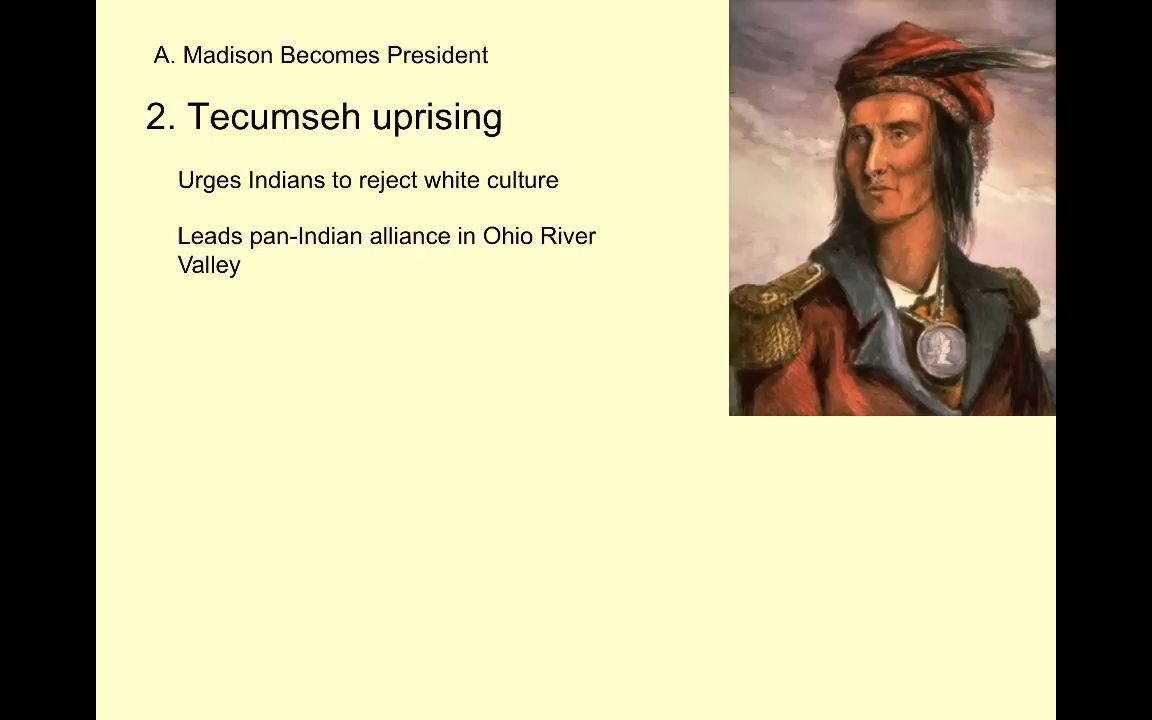 A. Madison Becomes President
2. Tecumseh uprising
Urges Indians to reject white culture
Leads pan-Indian alliance in Ohio River
Valley